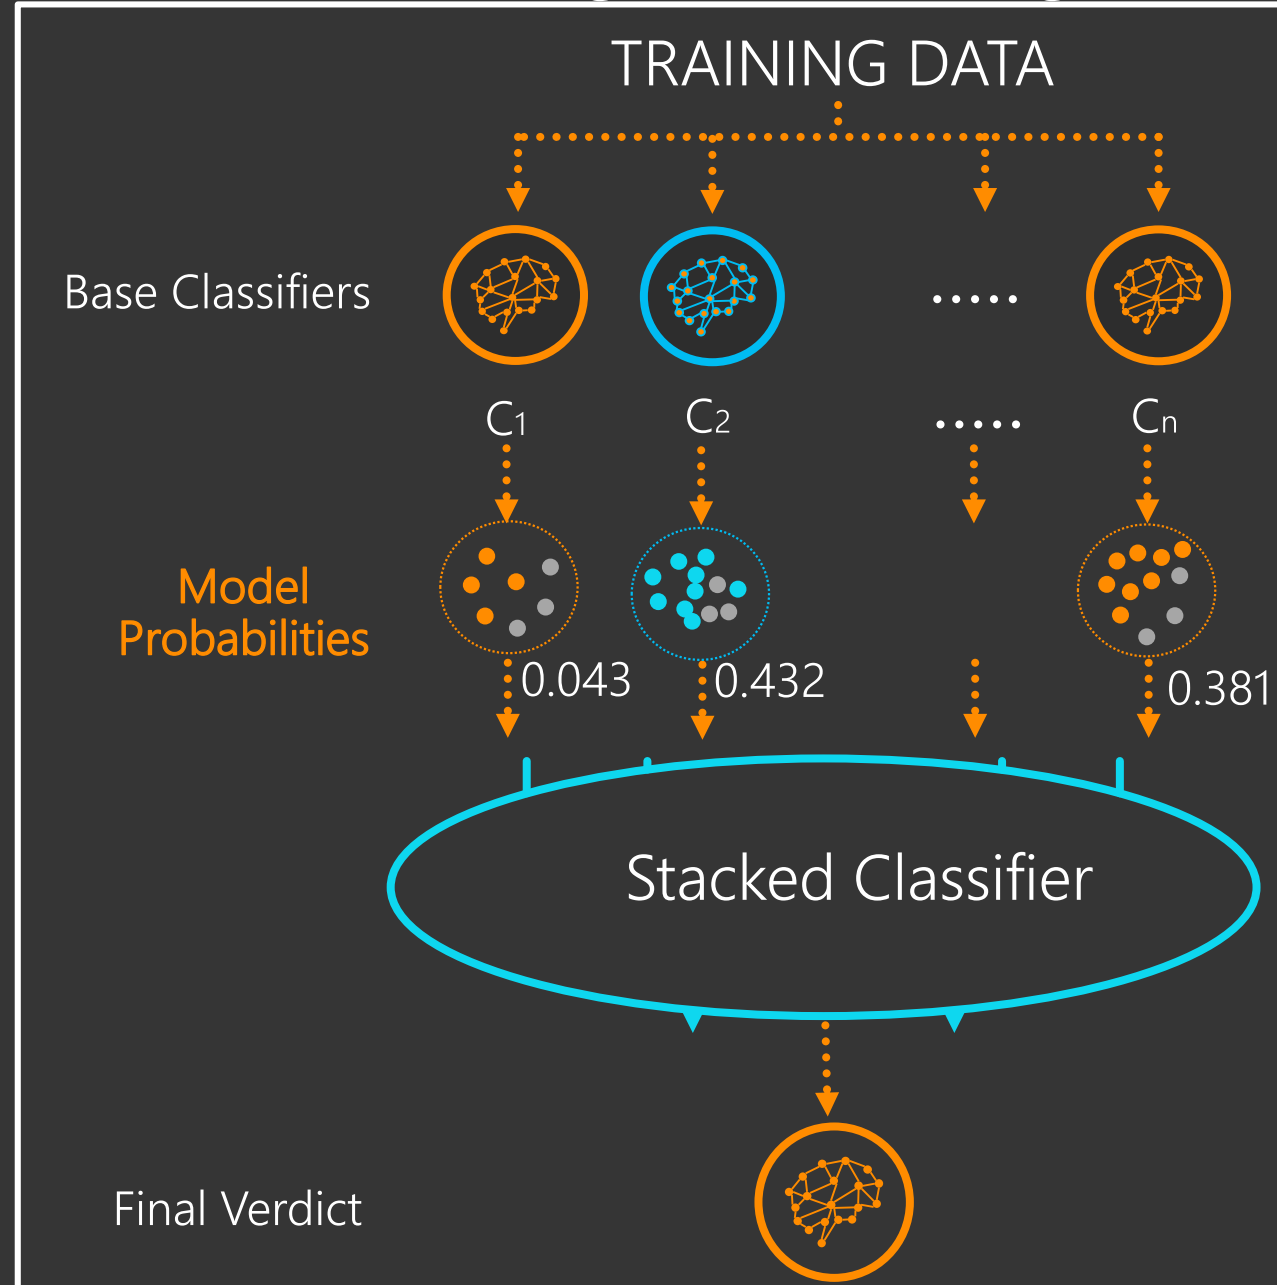 TRAINING DATA
Base Classifiers
.....
C1 C2 ..... Cn
Model
Probabilities
0.043 0.432 0.381
Stacked Classifier
Final Verdict